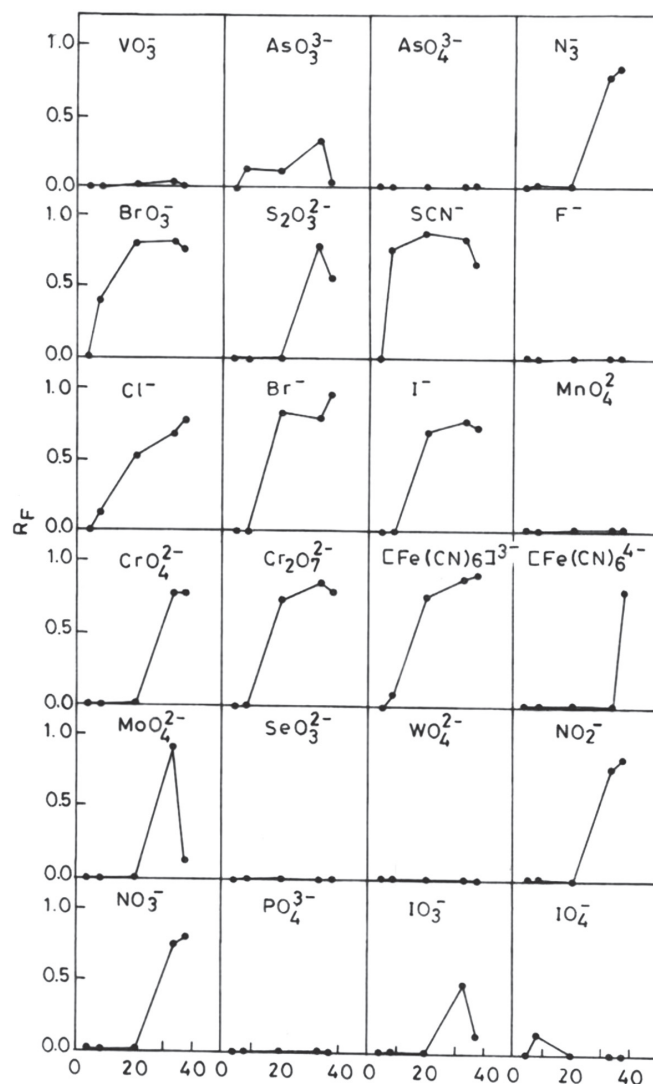 1.0
VO₃⁻ AsO₃³⁻ AsO₄³⁻ N₃⁻
0.5
0.0
BrO₃⁻ S₂O₃²⁻ SCN⁻ F⁻
1.0
0.5
0.0
Cl⁻ Br⁻ I⁻ MnO₄²
1.0
0.5
R_F
0.0
CrO₄²⁻ Cr₂O₇²⁻ [Fe(CN)6]³⁻ [Fe(CN)6⁴⁻
1.0
0.5
0.0
MoO₄²⁻ SeO₃²⁻ WO₄²⁻ NO₂⁻
1.0
0.5
0.0
NO₃⁻ PO₄³⁻ IO₃⁻ IO₄⁻
1.0
0.5
0.0
0 20 40 0 20 40 0 20 40 0 20 40